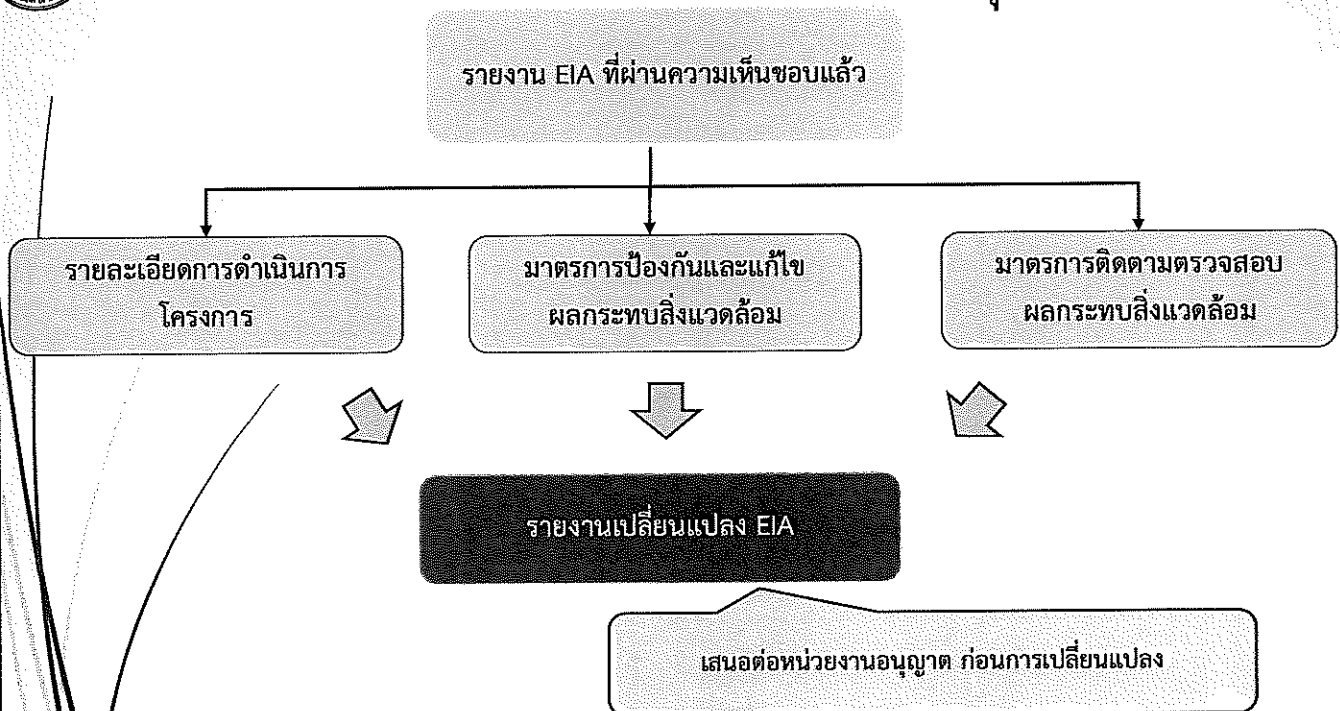 รายงาน EIA ที่ผ่านความเห็นชอบแล้ว
รายละเอียดการดำเนินการ
โครงการ
มาตรการป้องกันและแก้ไข
ผลกระทบสิ่งแวดล้อม
มาตรการติดตามตรวจสอบ
ผลกระทบสิ่งแวดล้อม
รายงานเปลี่ยนแปลง EIA
เสนอต่อหน่วยงานอนุญาต ก่อนการเปลี่ยนแปลง